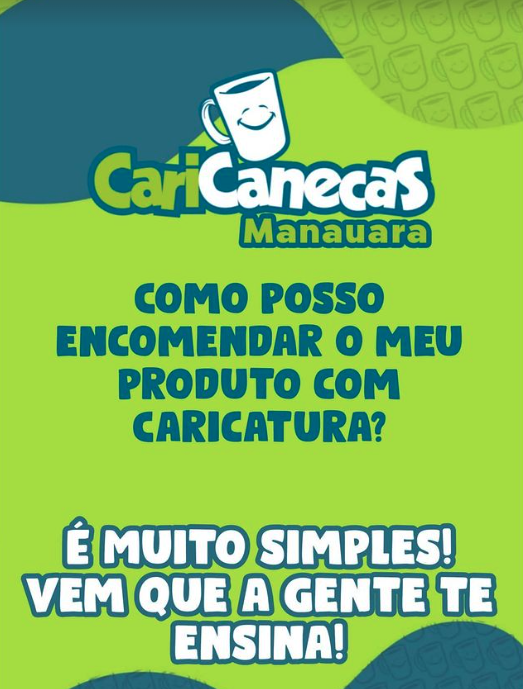 CariCanecas
Manauara
COMO POSSO
ENCOMENDAR O MEU
PRODUTO COM
CARICATURA?
É MUITO SIMPLES!
VEM QUE A GENTE TE
ENSINA!